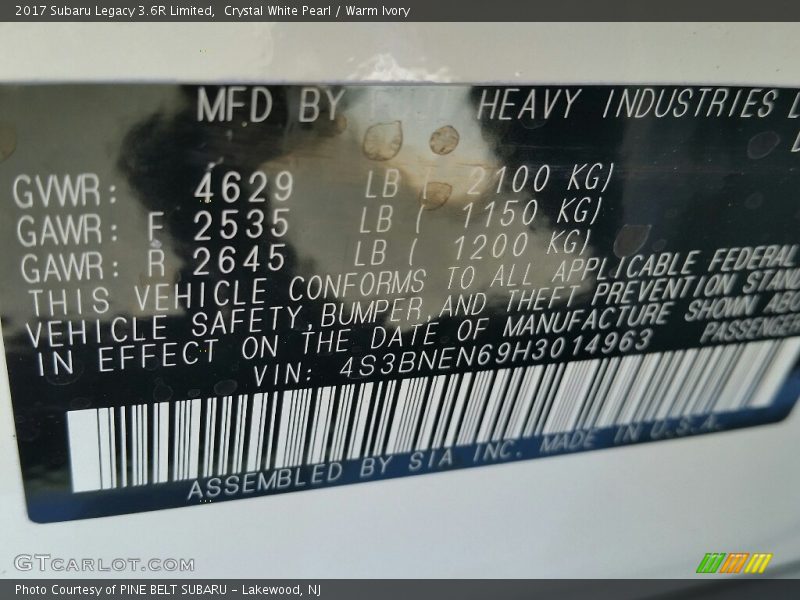 2017 Subaru Legacy 3.6R Limited, Crystal White Pearl / Warm Ivory
MFD BY HEAVY INDUSTRIES
GVWR: 4629 LB ( 2100 KG)
GAWR: F 2535 LB ( 1150 KG)
GAWR: R 2645 LB ( 1200 KG)
THIS VEHICLE CONFORMS TO ALL APPLICABLE FEDERAL
VEHICLE SAFETY, BUMPER, AND THEFT PREVENTION
IN EFFECT ON THE DATE OF MANUFACTURE SHOWN
VIN: 4S3BNEN69H3014963 PASSENGER
ASSEMBLED BY SIA INC. MADE IN U.S.A.
GTCARLOT.COM
Photo Courtesy of PINE BELT SUBARU - Lakewood, NJ